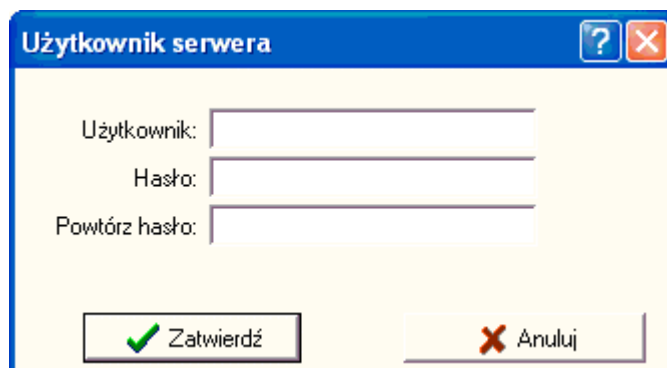 Użytkownik serwera
Użytkownik:
Hasło:
Powtórz hasło:
Zatwierdź Anuluj